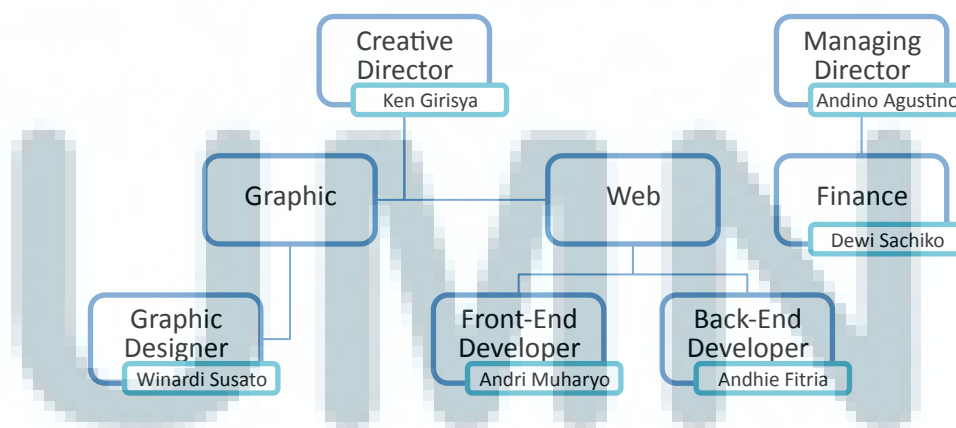 Creative
Director
Ken Girisya
Managing
Director
Andino Agustino
Graphic
Web
Finance
Dewi Sachiko
Graphic
Designer
Winardi Susato
Front-End
Developer
Andri Muharyo
Back-End
Developer
Andhie Fitria
UMN